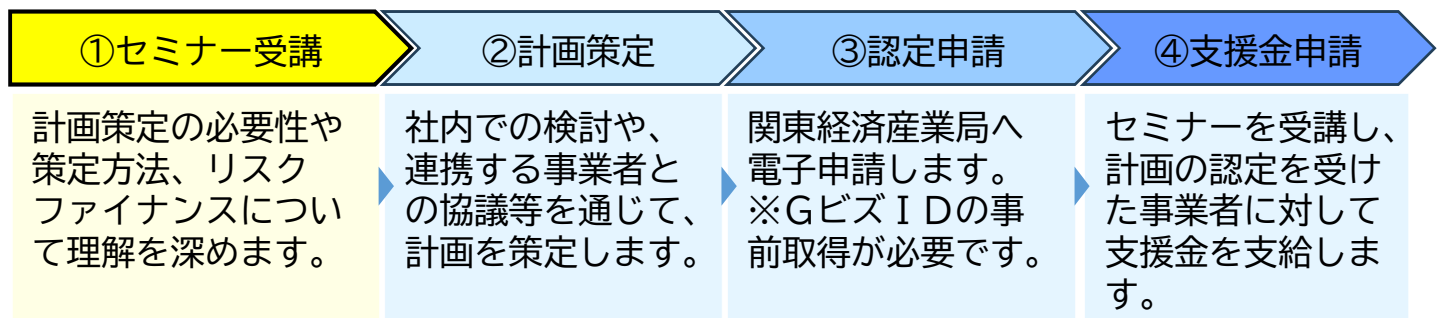 ①セミナー受講
②計画策定
③認定申請
④支援金申請
計画策定の必要性や
策定方法、リスク
ファイナンスについ
て理解を深めます。
社内での検討や、
連携する事業者と
の協議等を通じて、
計画を策定します。
関東経済産業局へ
電子申請します。
※ＧビズＩＤの事
前取得が必要です。
セミナーを受講し、
計画の認定を受け
た事業者に対して
支援金を支給しま
す。